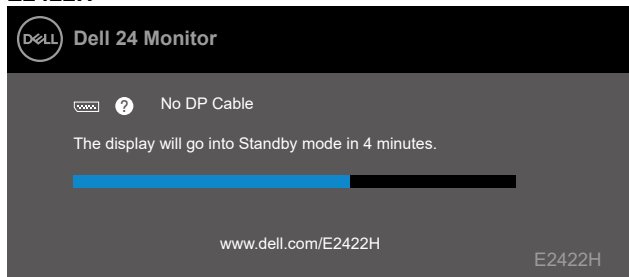 E2422H
DELL Dell 24 Monitor
? No DP Cable
The display will go into Standby mode in 4 minutes.
www.dell.com/E2422H
E2422H